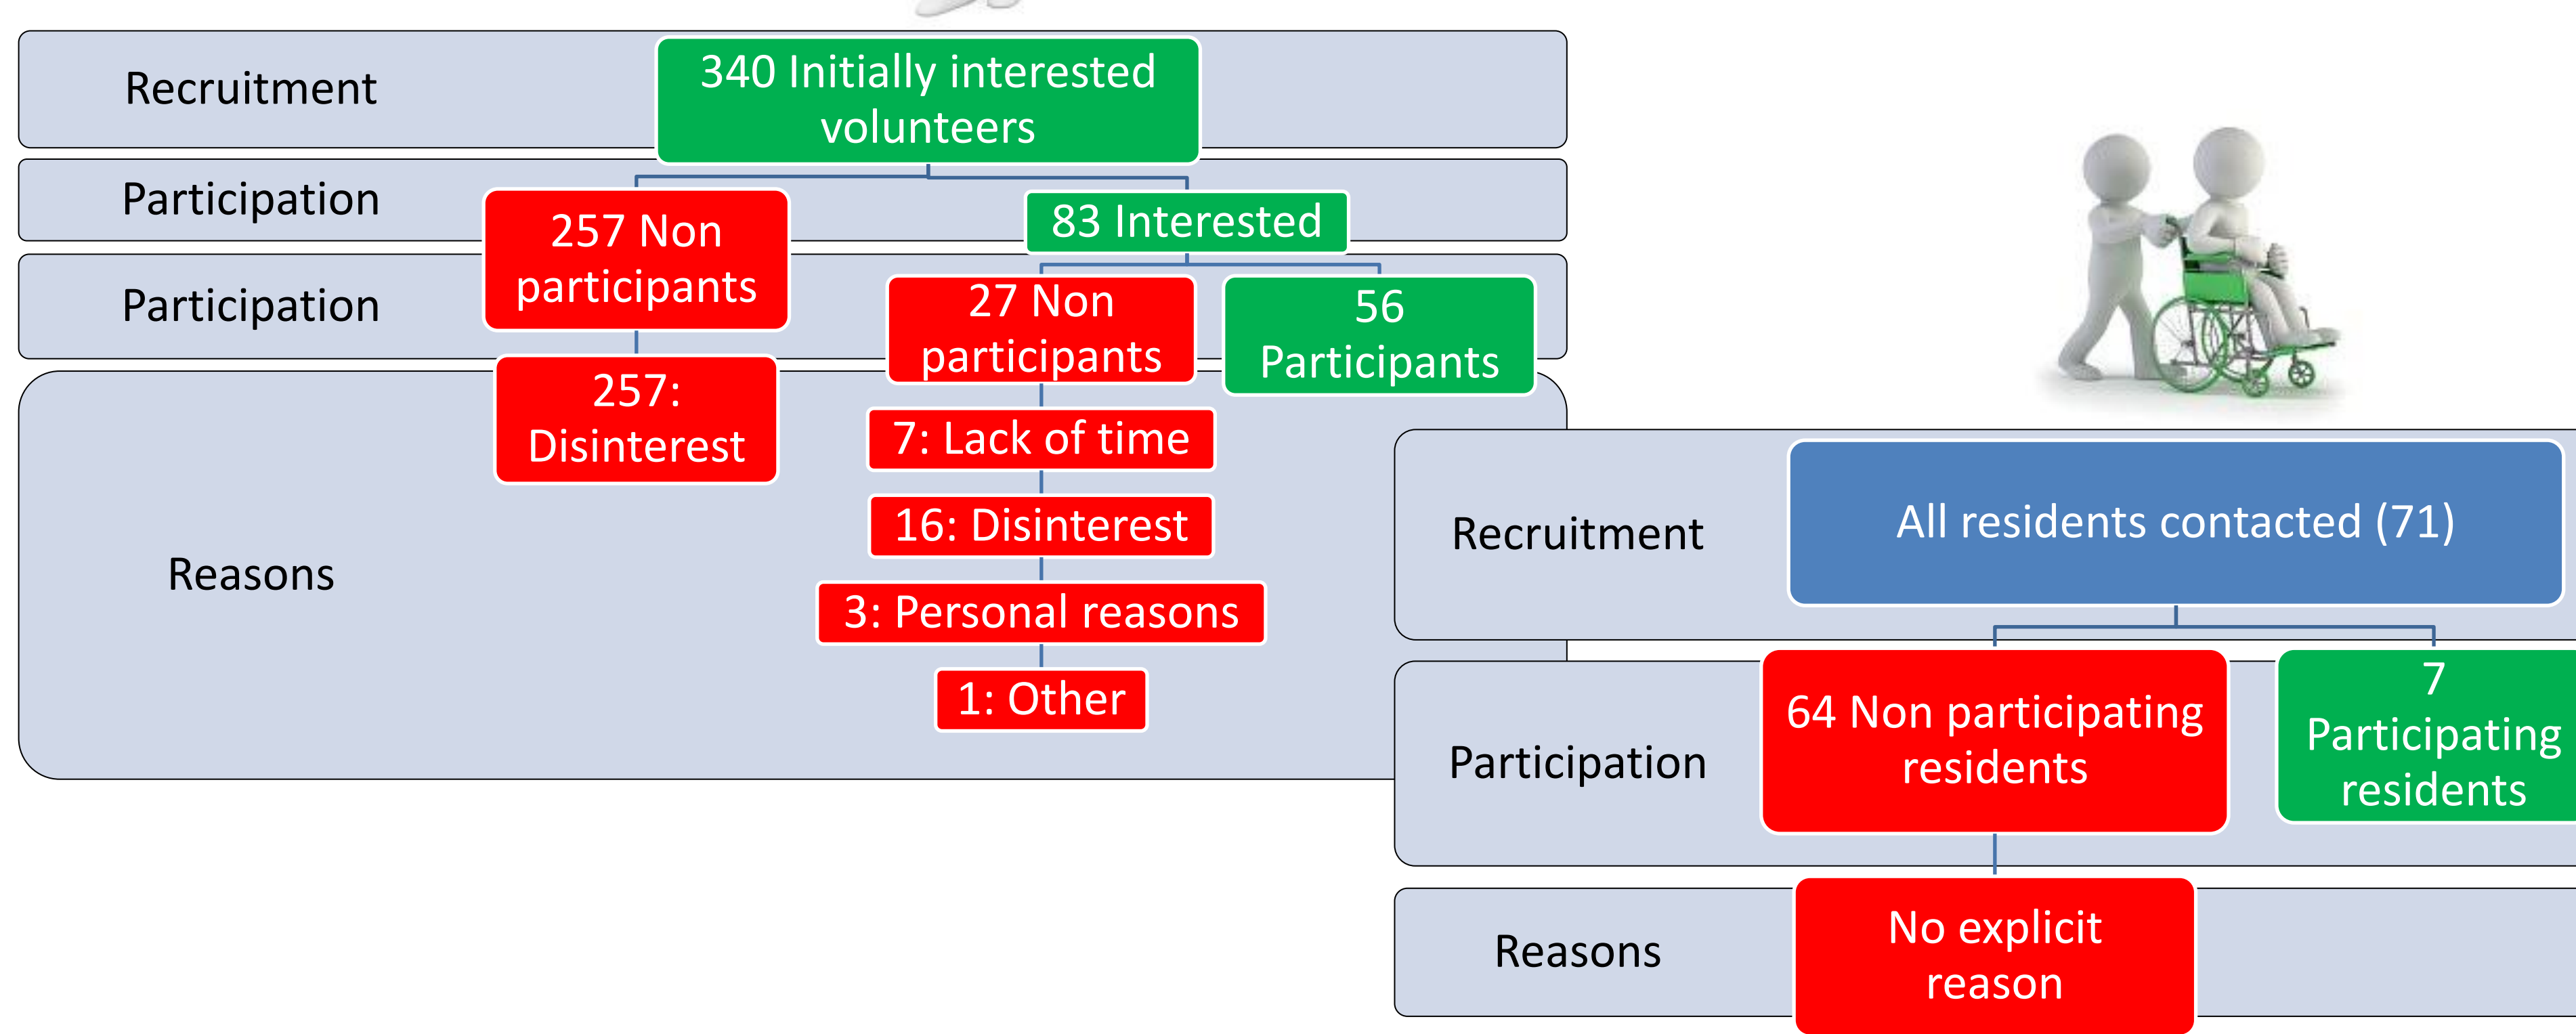 Recruitment
340 Initially interested
volunteers
Participation
257 Non
participants
83 Interested
Participation
27 Non
participants
56
Participants
Reasons
257:
Disinterest
7: Lack of time
16: Disinterest
3: Personal reasons
1: Other
Recruitment
All residents contacted (71)
Participation
64 Non participating
residents
7
Participating
residents
Reasons
No explicit
reason